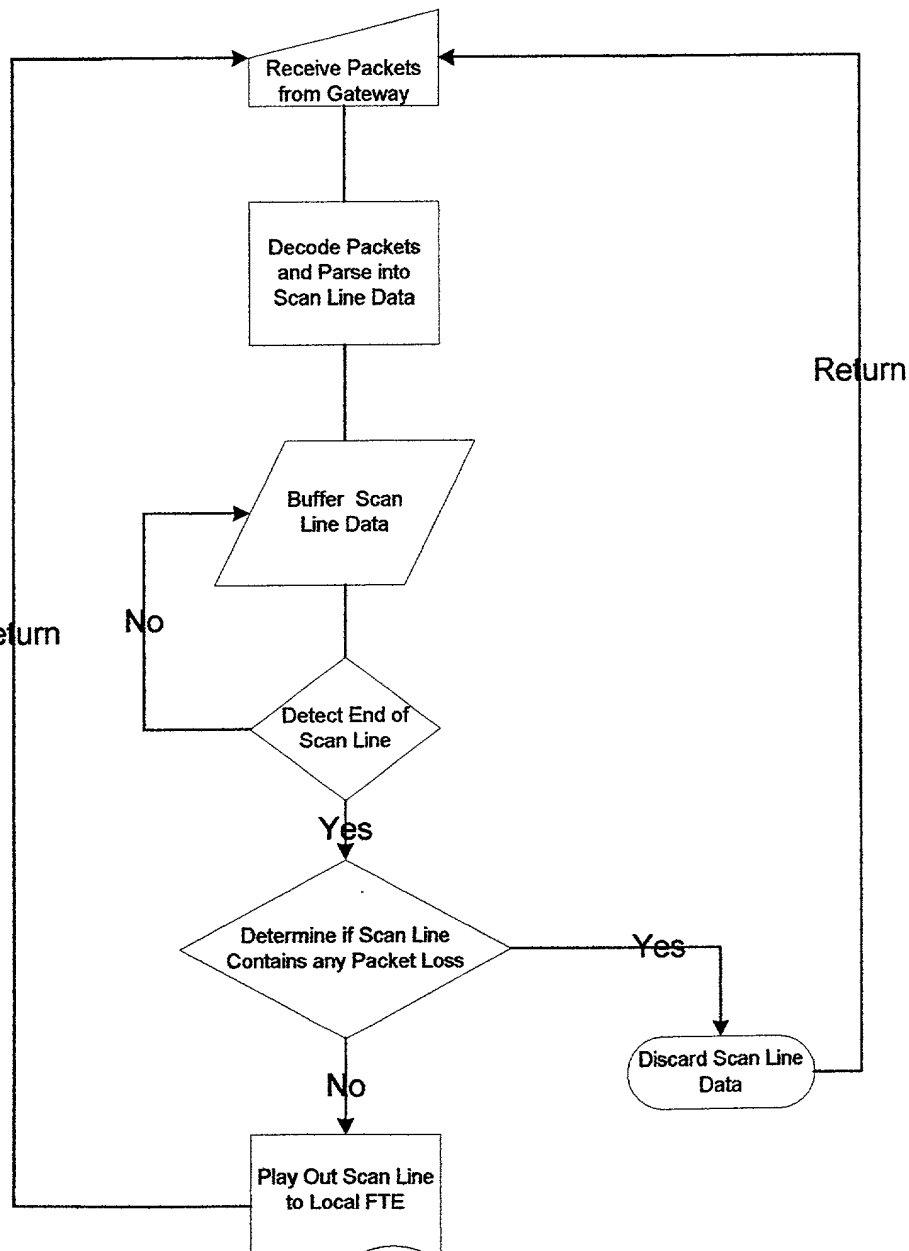 Receive Packets
from Gateway
Decode Packets
and Parse into
Scan Line Data
Return
Buffer Scan
Line Data
No
eturn
Detect End of
Scan Line
Yes
Determine if Scan Line
Contains any Packet Loss
Yes
Discard Scan Line
Data
No
Play Out Scan Line
to Local FTE